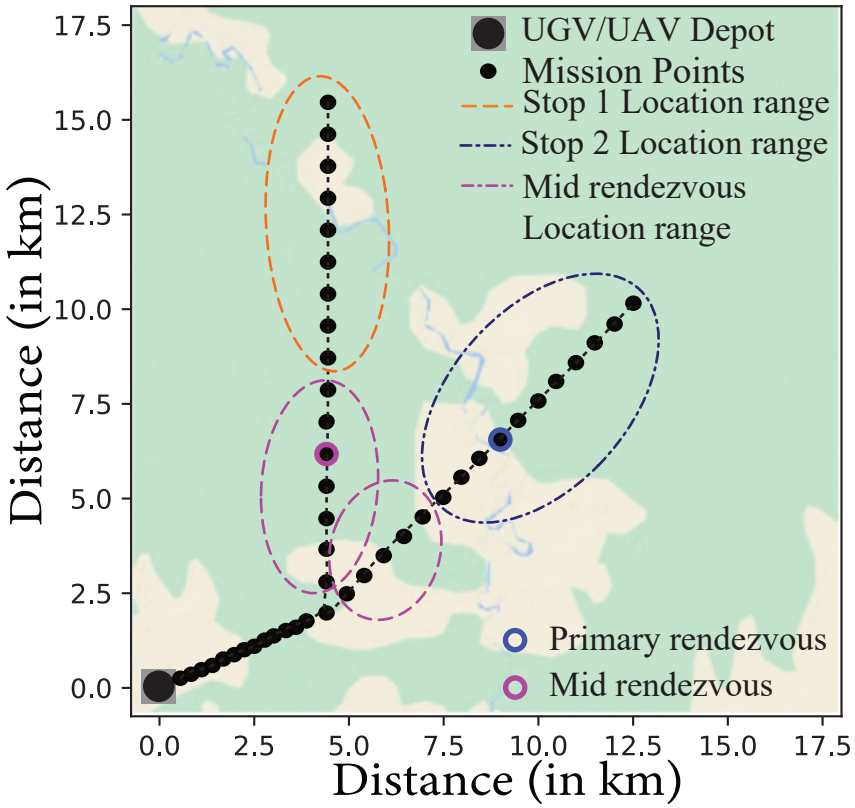 UGV/UAV Depot
Mission Points
Stop 1 Location range
Stop 2 Location range
Mid rendezvous
Location range
Primary rendezvous
Mid rendezvous
17.5
15.0
12.5
10.0
7.5
5.0
2.5
0.0
Distance (in km)
0.0 2.5 5.0 7.5 10.0 12.5 15.0 17.5
Distance (in km)